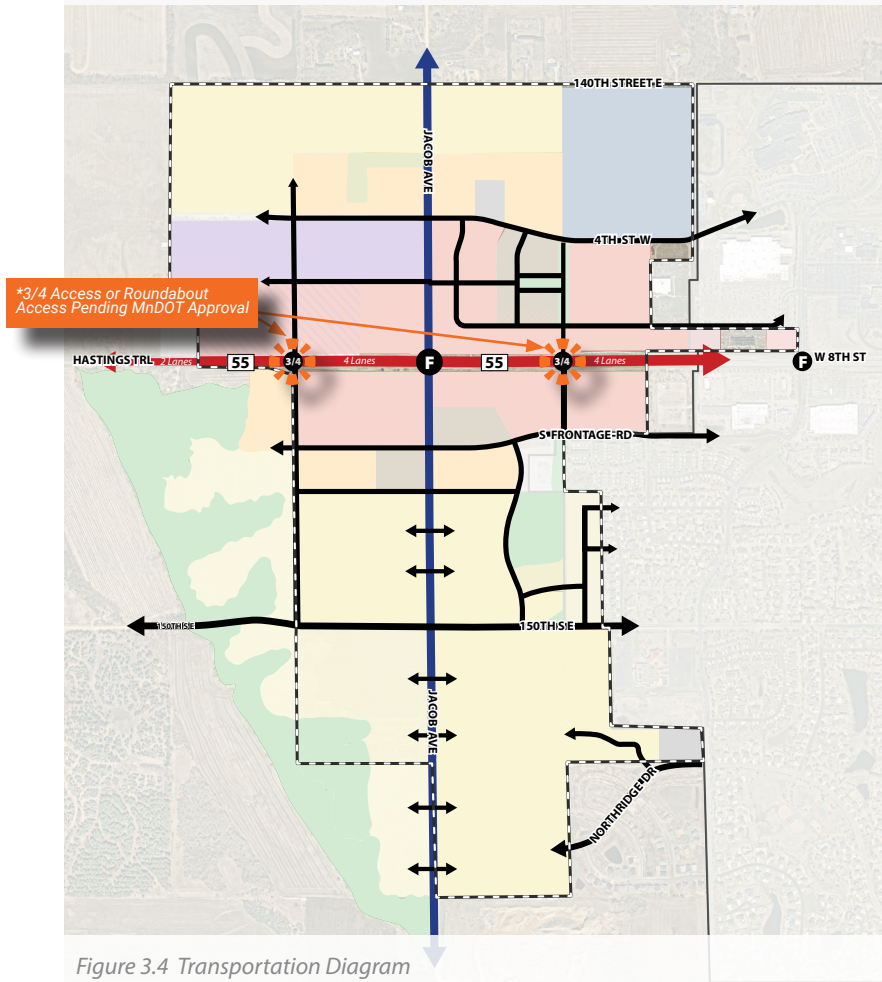 140TH STREET E
JACOB AVE
4TH ST W
*3/4 Access or Roundabout
Access Pending MnDOT Approval
HASTINGS TRL
2 Lanes
55
3/4
4 Lanes
F
55
3/4
4 Lanes
F
W 8TH ST
S FRONTAGE RD
150TH S E
150TH S E
JACOB AVE
NORTHRIDGE DR
Figure 3.4 Transportation Diagram